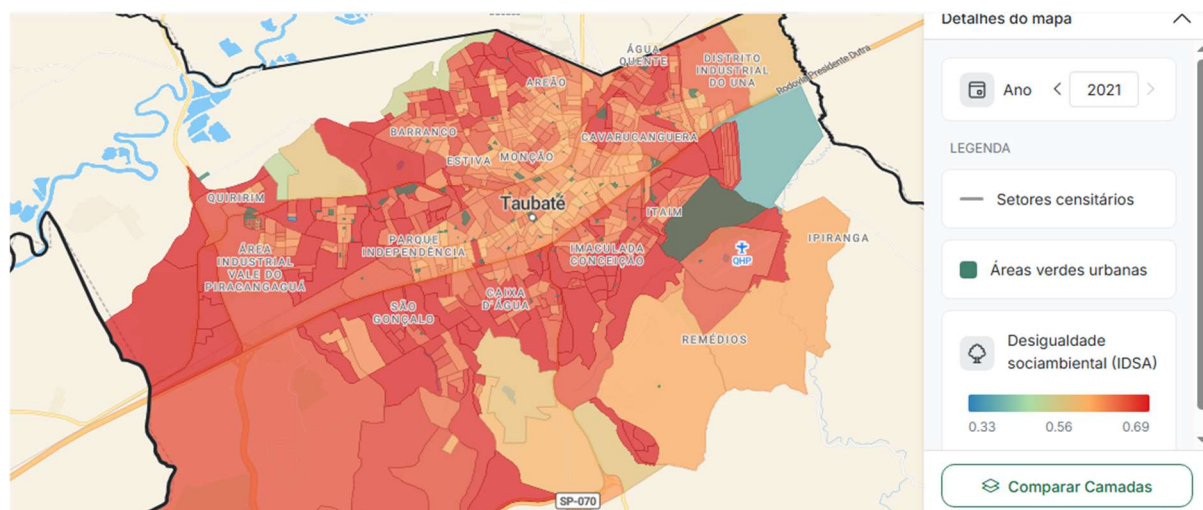 ÁGUA
QUENTE
DISTRITO
INDUSTRIAL
DO UNA
Rodovia Presidente Dutra
AREÃO
BARRANCO
CAVARUCANGUERA
ESTIVA
MONÇÃO
QUIRIRIM
Taubaté
ITAIM
IPIRANGA
PARQUE
INDEPENDÊNCIA
IMACULADA
CONCEIÇÃO
QHP
ÁREA
INDUSTRIAL
VALE DO
PIRACANGAGUÁ
CAIXA
D'ÁGUA
SÃO
GONÇALO
REMÉDIOS
SP-070
Detalhes do mapa
Ano
2021
LEGENDA
Setores censitários
Áreas verdes urbanas
Desigualdade
sociambiental (IDSA)
0.33 0.56 0.69
Comparar Camadas